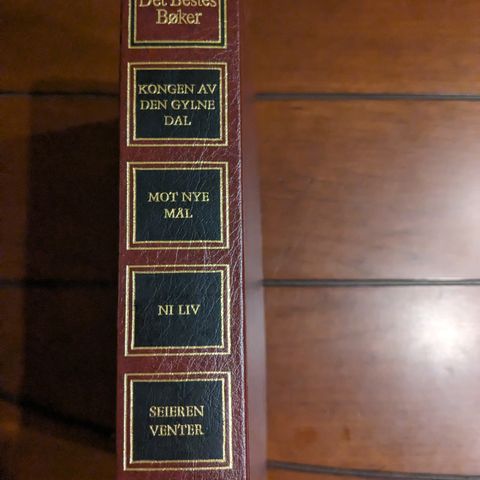 Det Bestes
Bøker
KONGEN AV
DEN GYLNE
DAL
MOT NYE
MÅL
NI LIV
SEIEREN
VENTER